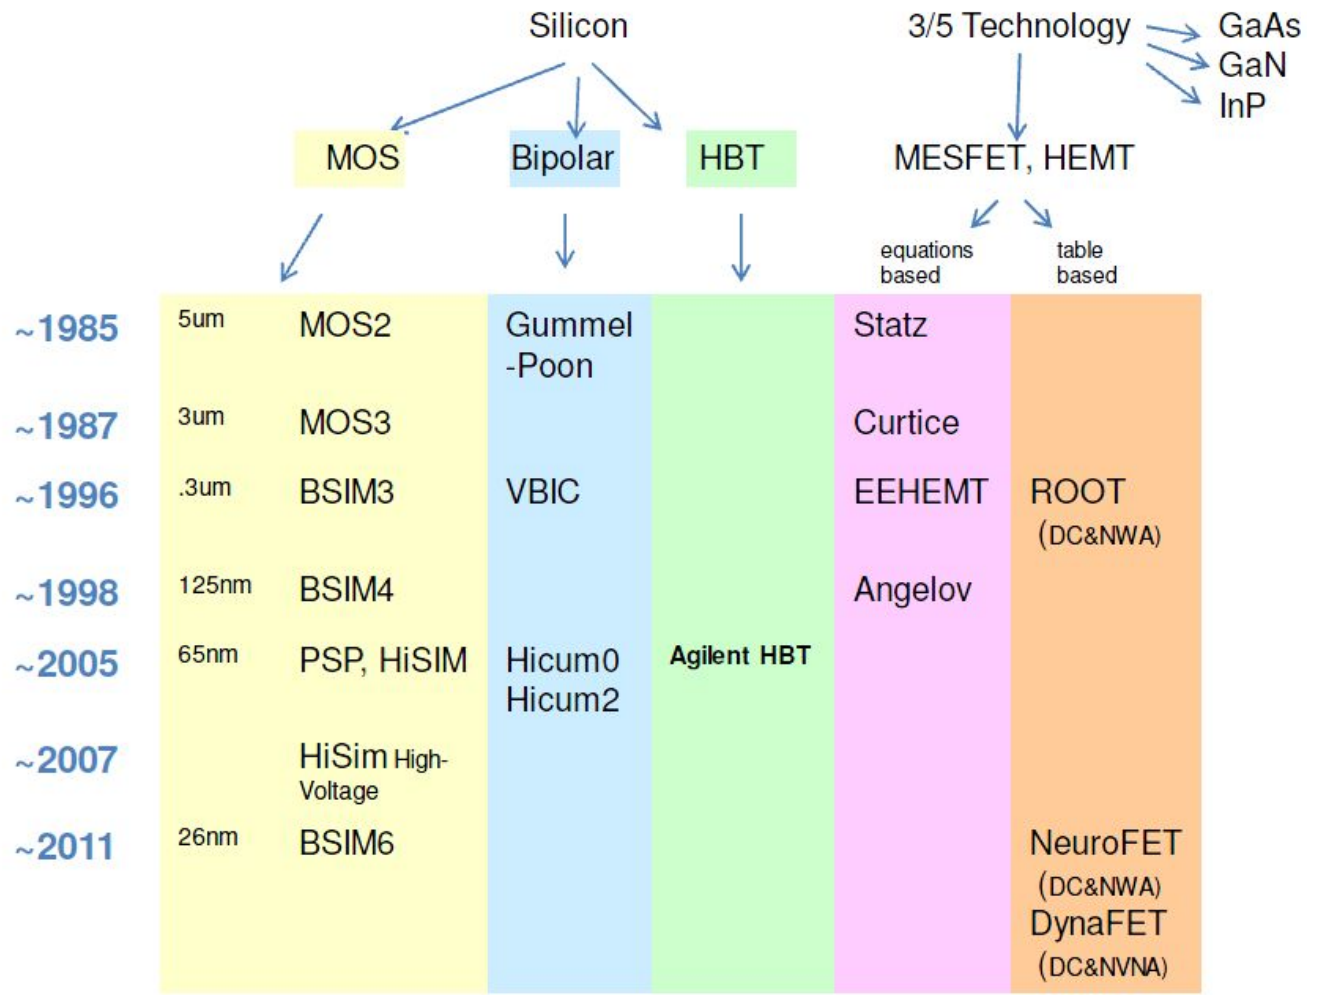 Silicon
3/5 Technology
GaAs
GaN
InP
MOS
Bipolar
HBT
MESFET, HEMT
equations
based
table
based
~1985
5um
MOS2
Gummel
-Poon
Statz
~1987
3um
MOS3
Curtice
~1996
.3um
BSIM3
VBIC
EEHEMT
ROOT
(DC&NWA)
~1998
125nm
BSIM4
Angelov
~2005
65nm
PSP, HiSIM
Hicum0
Hicum2
Agilent HBT
~2007
HiSim High-
Voltage
~2011
26nm
BSIM6
NeuroFET
(DC&NWA)
DynaFET
(DC&NVNA)